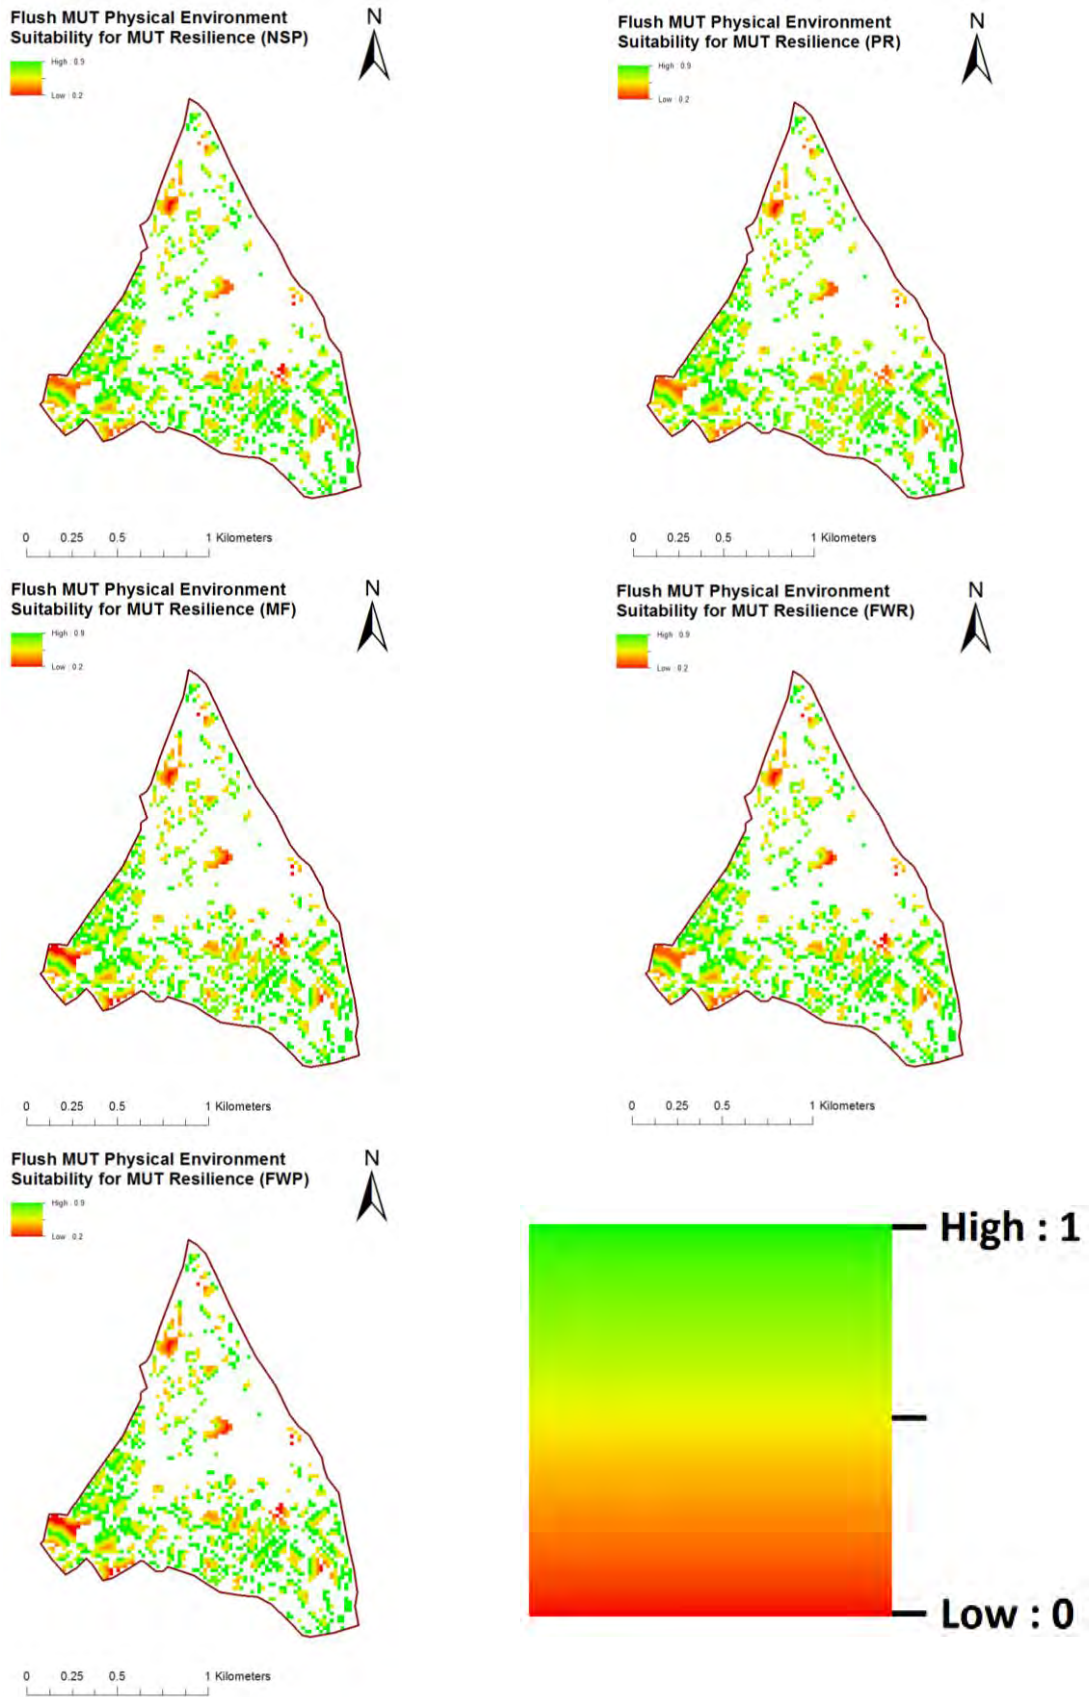 Flush MUT Physical Environment
Suitability for MUT Resilience (NSP)
N
High : 0.9
Low : 0.2
0 0.25 0.5 1 Kilometers
Flush MUT Physical Environment
Suitability for MUT Resilience (PR)
N
High : 0.9
Low : 0.2
0 0.25 0.5 1 Kilometers
Flush MUT Physical Environment
Suitability for MUT Resilience (MF)
N
High : 0.9
Low : 0.2
0 0.25 0.5 1 Kilometers
Flush MUT Physical Environment
Suitability for MUT Resilience (FWR)
N
High : 0.9
Low : 0.2
0 0.25 0.5 1 Kilometers
Flush MUT Physical Environment
Suitability for MUT Resilience (FWP)
N
High : 0.9
Low : 0.2
0 0.25 0.5 1 Kilometers
High : 1
Low : 0